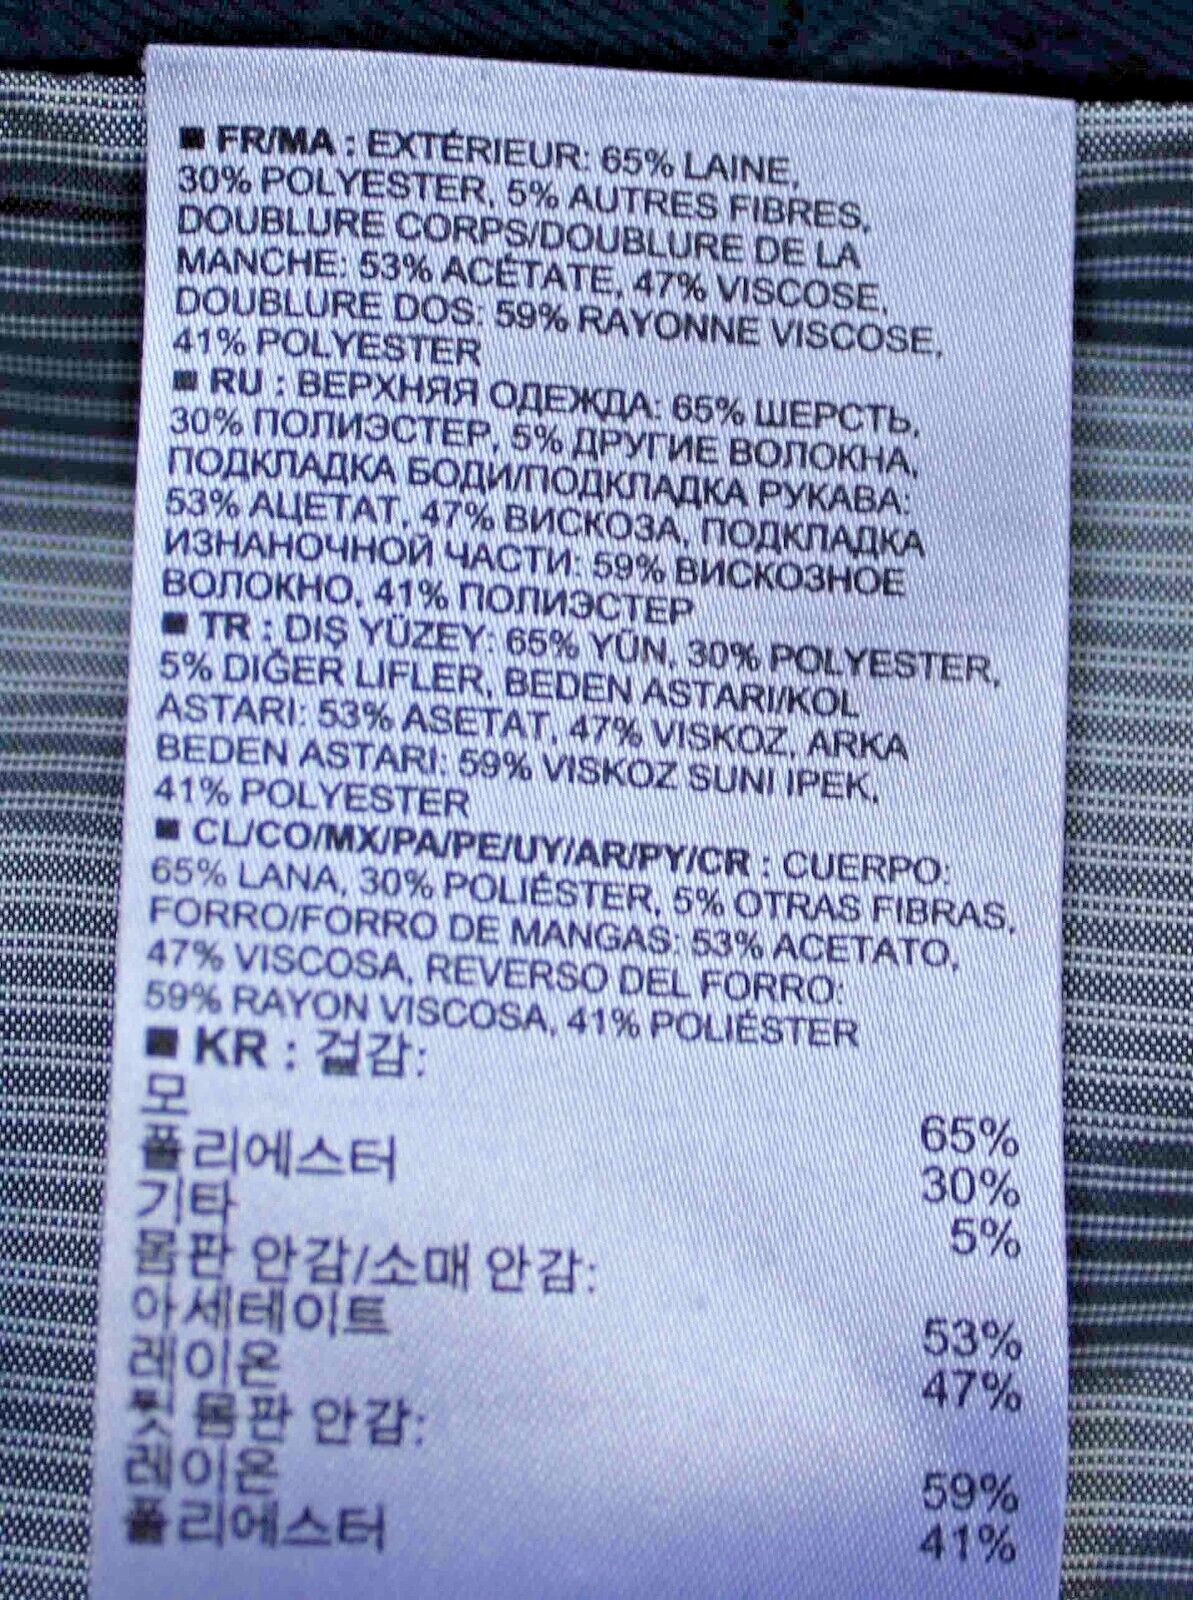 ■ FR/MA : EXTÉRIEUR: 65% LAINE,
30% POLYESTER, 5% AUTRES FIBRES,
DOUBLURE CORPS/DOUBLURE DE LA
MANCHE: 53% ACÉTATE, 47% VISCOSE,
DOUBLURE DOS: 59% RAYONNE VISCOSE,
41% POLYESTER
■ RU : ВЕРХНЯЯ ОДЕЖДА: 65% ШЕРСТЬ,
30% ПОЛИЭСТЕР, 5% ДРУГИЕ ВОЛОКНА,
ПОДКЛАДКА БОДИ/ПОДКЛАДКА РУКАВА:
53% АЦЕТАТ, 47% ВИСКОЗА, ПОДКЛАДКА
ИЗНАНОЧНОЙ ЧАСТИ: 59% ВИСКОЗНОЕ
ВОЛОКНО, 41% ПОЛИЭСТЕР
■ TR : DIŞ YÜZEY: 65% YÜN, 30% POLYESTER,
5% DIĞER LIFLER, BEDEN ASTARI/KOL
ASTARI: 53% ASETAT, 47% VISKOZ, ARKA
BEDEN ASTARI: 59% VISKOZ SUNI IPEK,
41% POLYESTER
■ CL/CO/MX/PA/PE/UY/AR/PY/CR : CUERPO:
65% LANA, 30% POLIÉSTER, 5% OTRAS FIBRAS,
FORRO/FORRO DE MANGAS: 53% ACETATO,
47% VISCOSA, REVERSO DEL FORRO:
59% RAYON VISCOSA, 41% POLIÉSTER
■ KR : 겉감:
모 65%
폴리에스터 30%
기타 5%
몸판 안감/소매 안감:
아세테이트 53%
레이온 47%
뒷 몸판 안감:
레이온 59%
폴리에스터 41%